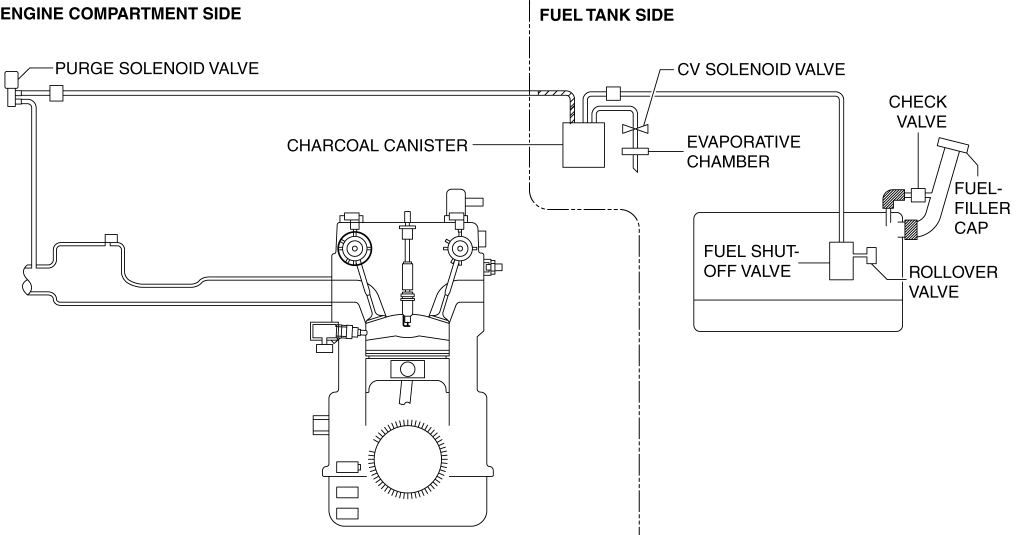 ENGINE COMPARTMENT SIDE
FUEL TANK SIDE
PURGE SOLENOID VALVE
CV SOLENOID VALVE
CHECK
VALVE
CHARCOAL CANISTER
EVAPORATIVE
CHAMBER
FUEL-
FILLER
CAP
FUEL SHUT-
OFF VALVE
ROLLOVER
VALVE